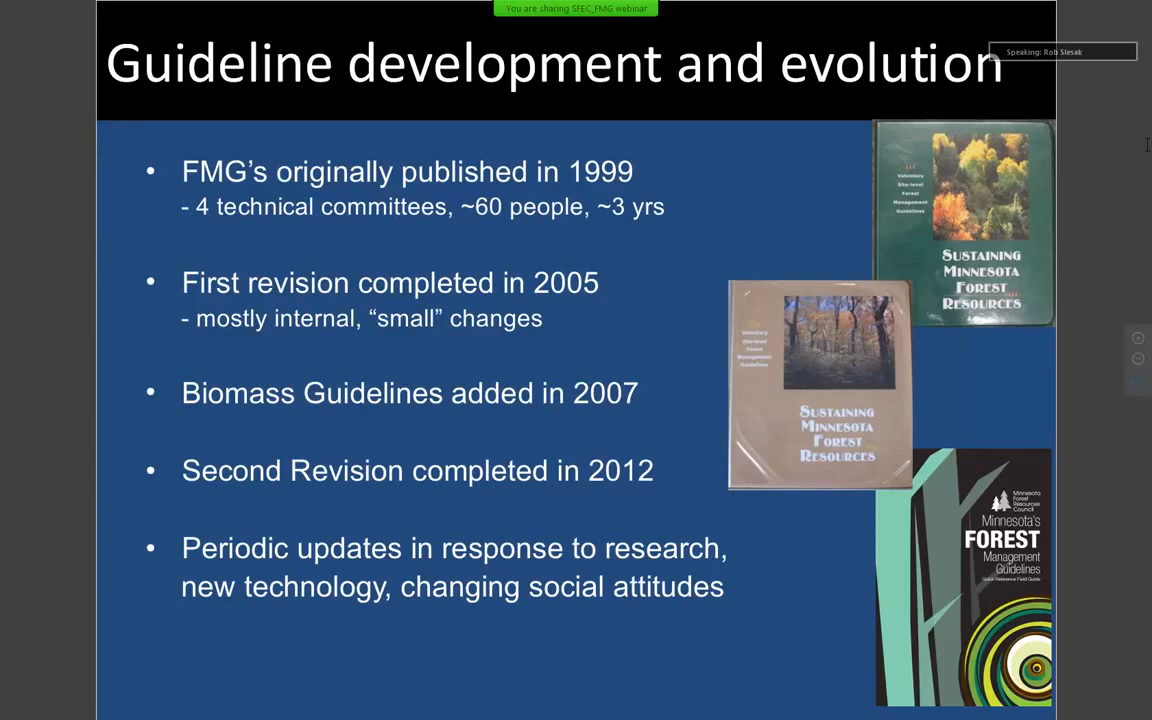 You are sharing SFEC_FMG webinar
Guideline development and evolution
Speaking: Rob Slesak
• FMG's originally published in 1999
- 4 technical committees, ~60 people, ~3 yrs
• First revision completed in 2005
- mostly internal, “small” changes
• Biomass Guidelines added in 2007
• Second Revision completed in 2012
• Periodic updates in response to research,
new technology, changing social attitudes
Voluntary
Site-level
Forest
Management
Guidelines
SUSTAINING
MINNESOTA
FOREST
RESOURCES
Voluntary
Site-level
Forest
Management
Guidelines
SUSTAINING
MINNESOTA
FOREST
RESOURCES
Minnesota
Forest
Resources
Council
Minnesota's
FOREST
Management
Guidelines
Quick Reference Field Guide